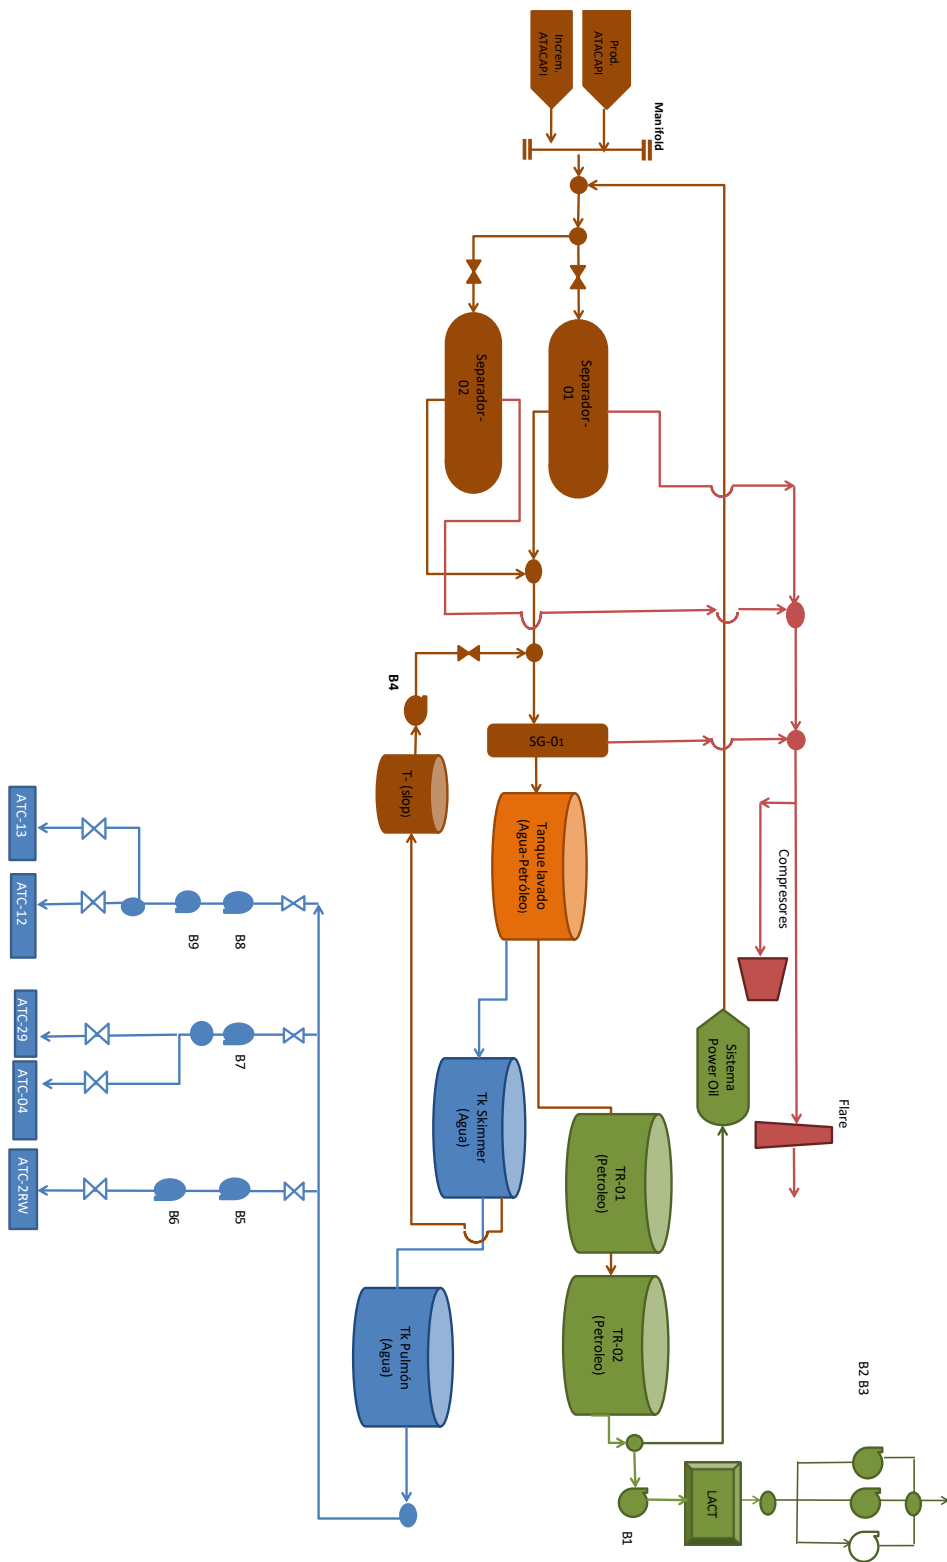 B2 B3
Flare
Compresores
Sistema
Power Oil
LACT
Manifold
Prod.
ATACAPI
Increm.
ATACAPI
B1
Separador-
01
TR-01
(Petroleo)
TR-02
(Petroleo)
SG-01
Tanque lavado
(Agua-Petróleo)
Separador-
02
Tk Skimmer
(Agua)
T- (slop)
B4
Tk Pulmón
(Agua)
B8
B7
B5
B9
B6
ATC-13
ATC-12
ATC-29
ATC-04
ATC-2RW